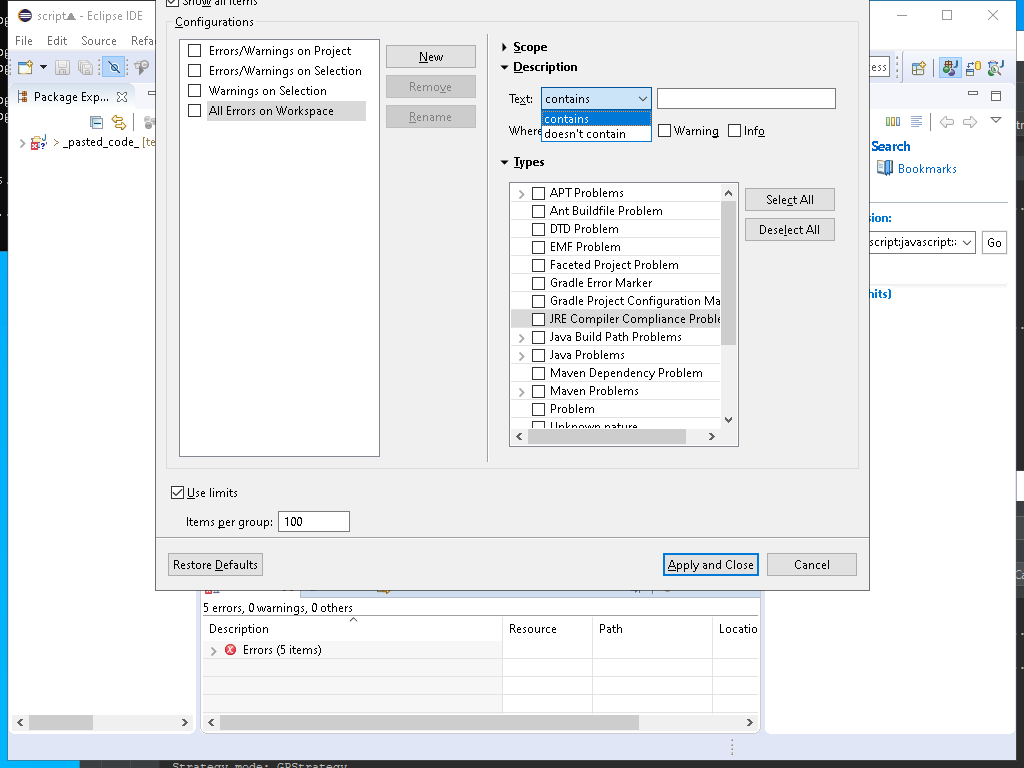 script - Eclipse IDE
Show all items
File Edit Source Refa
Configurations
Errors/Warnings on Project
Errors/Warnings on Selection
Warnings on Selection
All Errors on Workspace
New
Remove
Rename
Scope
Description
Text: contains
contains
doesn't contain
Where
Warning
Info
Types
APT Problems
Ant Buildfile Problem
DTD Problem
EMF Problem
Faceted Project Problem
Gradle Error Marker
Gradle Project Configuration Ma
JRE Compiler Compliance Proble
Java Build Path Problems
Java Problems
Maven Dependency Problem
Maven Problems
Problem
Unknown nature
Select All
Deselect All
Use limits
Items per group: 100
Restore Defaults
Apply and Close
Cancel
Package Exp...
> _pasted_code_ [te
ess
Search
Bookmarks
sion:
script:javascript:
Go
hits)
5 errors, 0 warnings, 0 others
Description Resource Path Locatio
Errors (5 items)
Strategy mode: GPStrategy